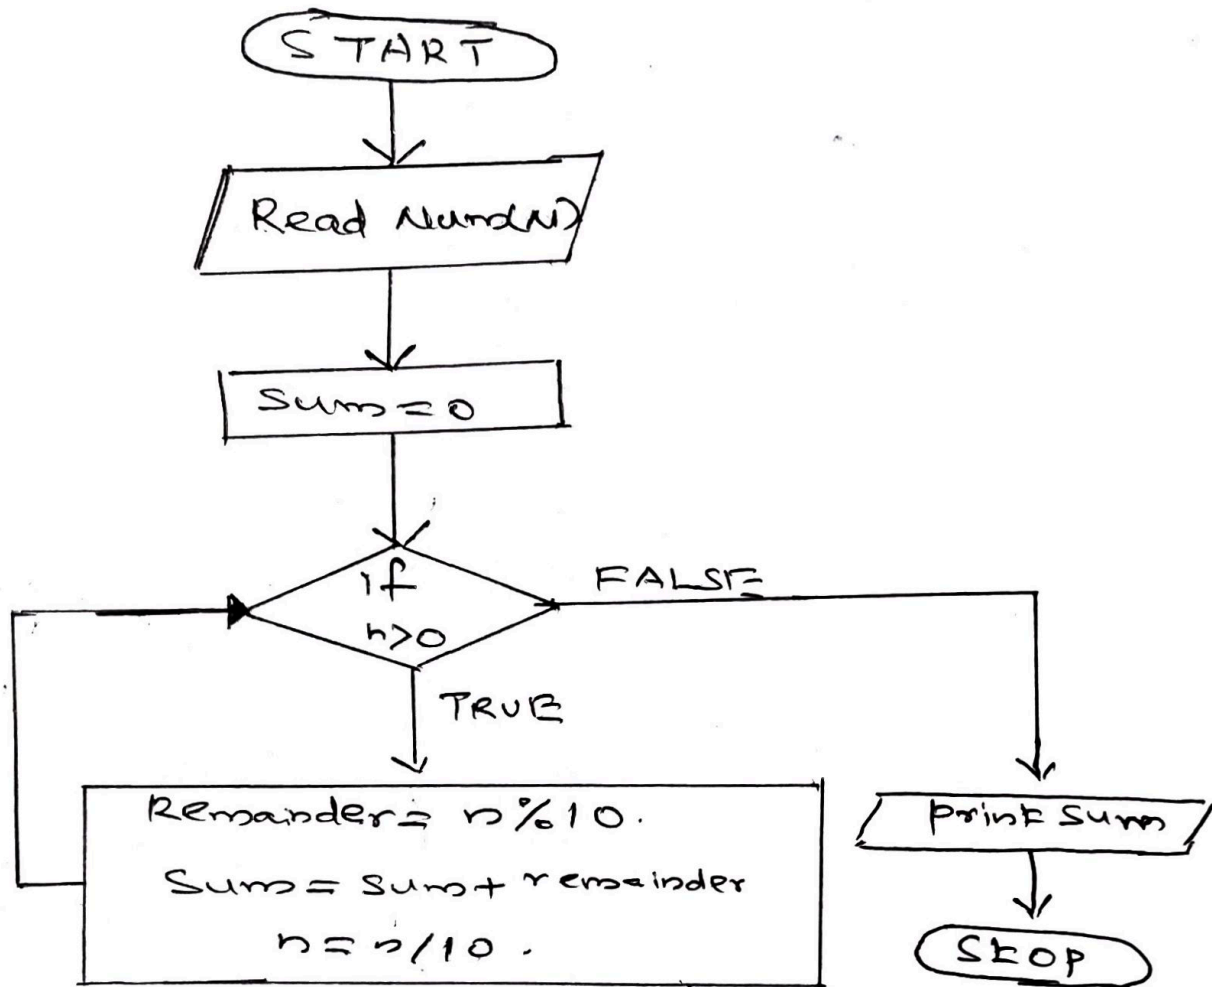 START
Read Num(N)
Sum = 0
if
n>0
FALSE
TRUE
Remainder = n%10.
Sum = sum + remainder
n = n/10.
print sum
STOP